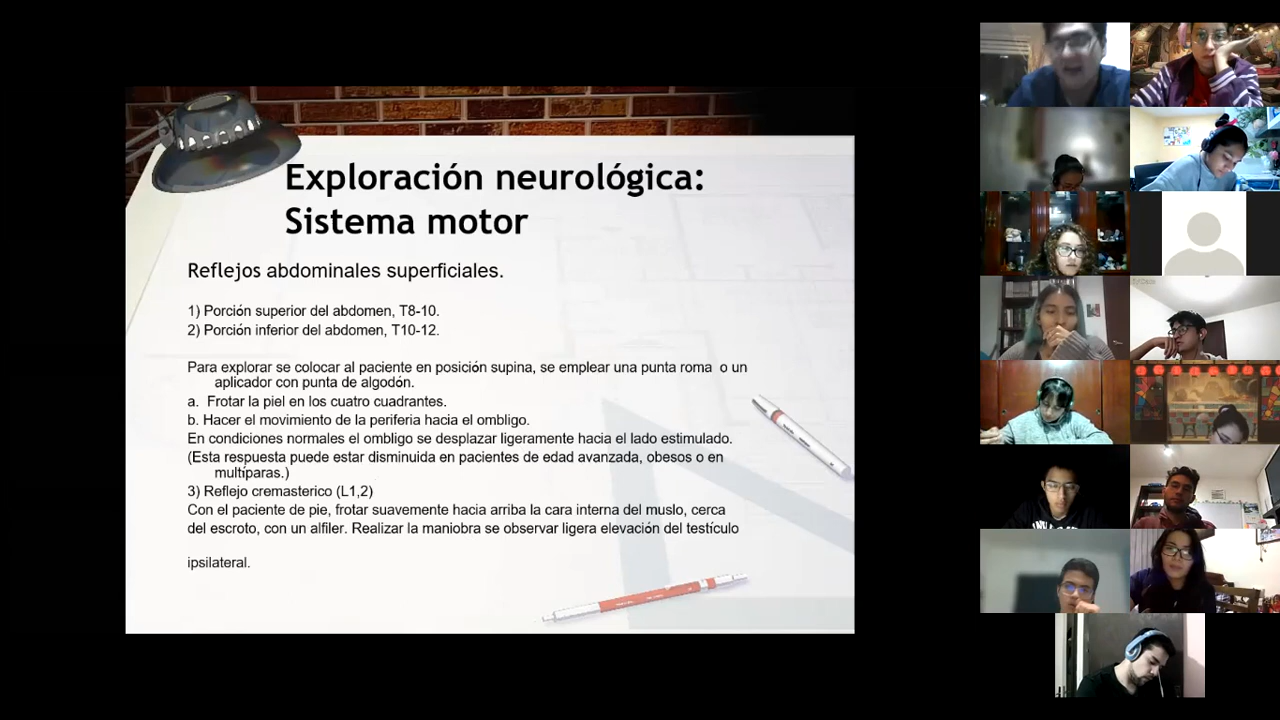 Exploración neurológica:
Sistema motor
Reflejos abdominales superficiales.
1) Porción superior del abdomen, T8-10.
2) Porción inferior del abdomen, T10-12.
Para explorar se colocar al paciente en posición supina, se emplear una punta roma o un
aplicador con punta de algodón.
a. Frotar la piel en los cuatro cuadrantes.
b. Hacer el movimiento de la periferia hacia el ombligo.
En condiciones normales el ombligo se desplazar ligeramente hacia el lado estimulado.
(Esta respuesta puede estar disminuida en pacientes de edad avanzada, obesos o en
multíparas.)
3) Reflejo cremasterico (L1,2)
Con el paciente de pie, frotar suavemente hacia arriba la cara interna del muslo, cerca
del escroto, con un alfiler. Realizar la maniobra se observar ligera elevación del testículo
ipsilateral.